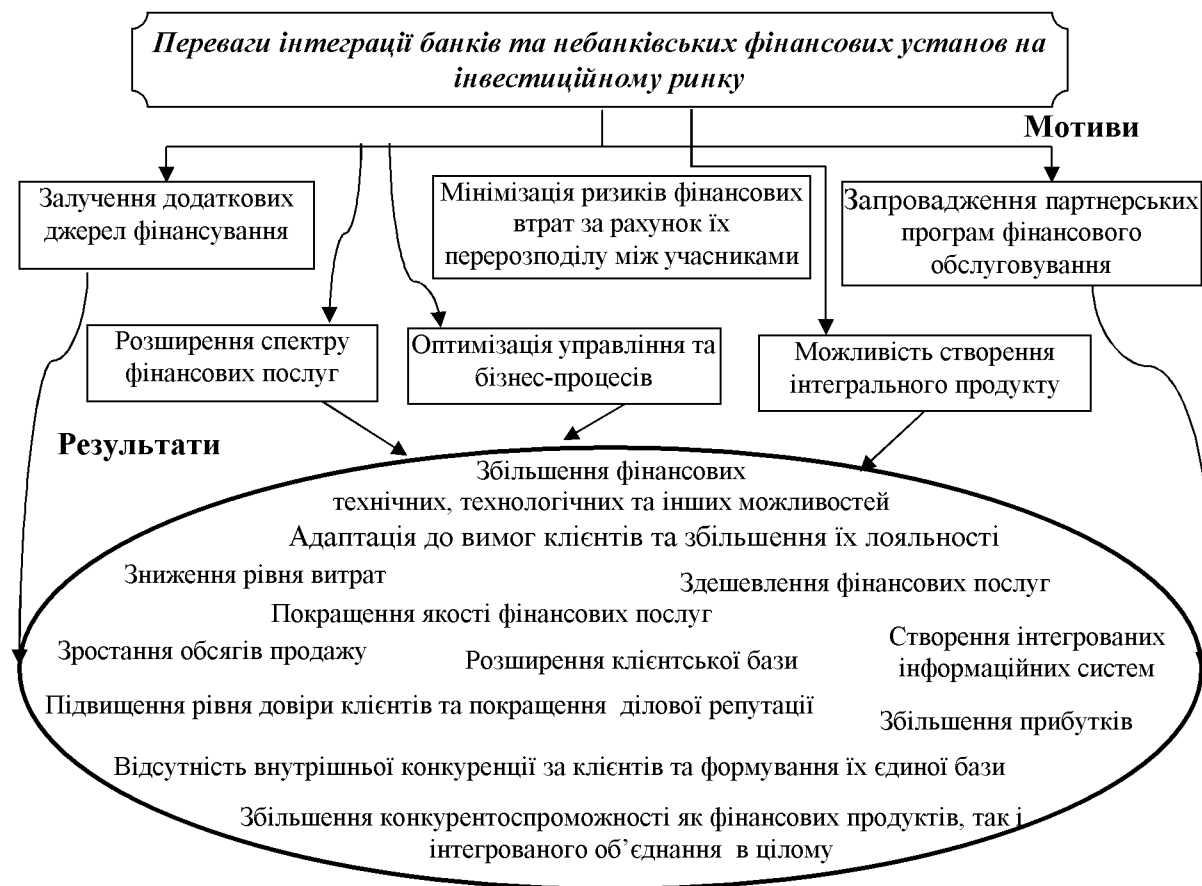 Переваги інтеграції банків та небанківських фінансових установ на
інвестиційному ринку
Мотиви
Залучення додаткових
джерел фінансування
Мінімізація ризиків фінансових
втрат за рахунок їх
перерозподілу між учасниками
Запровадження партнерських
програм фінансового
обслуговування
Розширення спектру
фінансових послуг
Оптимізація управління та
бізнес-процесів
Можливість створення
інтегрального продукту
Результати
Збільшення фінансових
технічних, технологічних та інших можливостей
Адаптація до вимог клієнтів та збільшення їх лояльності
Зниження рівня витрат
Здешевлення фінансових послуг
Покращення якості фінансових послуг
Зростання обсягів продажу
Розширення клієнтської бази
Створення інтегрованих
інформаційних систем
Підвищення рівня довіри клієнтів та покращення ділової репутації
Збільшення прибутків
Відсутність внутрішньої конкуренції за клієнтів та формування їх єдиної бази
Збільшення конкурентоспроможності як фінансових продуктів, так і
інтегрованого об’єднання в цілому